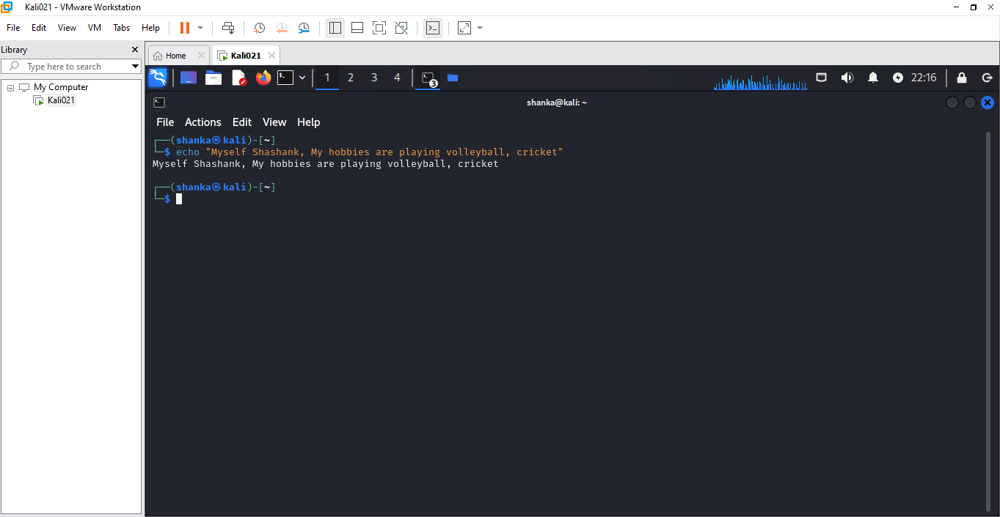 Kali021 - VMware Workstation
File Edit View VM Tabs Help
Library
Type here to search
My Computer
Kali021
Home Kali021
1 2 3 4 3 22:16
shanka@kali: ~
File Actions Edit View Help
┌──(shanka㉿kali)-[~]
└─$ echo "Myself Shashank, My hobbies are playing volleyball, cricket"
Myself Shashank, My hobbies are playing volleyball, cricket
┌──(shanka㉿kali)-[~]
└─$